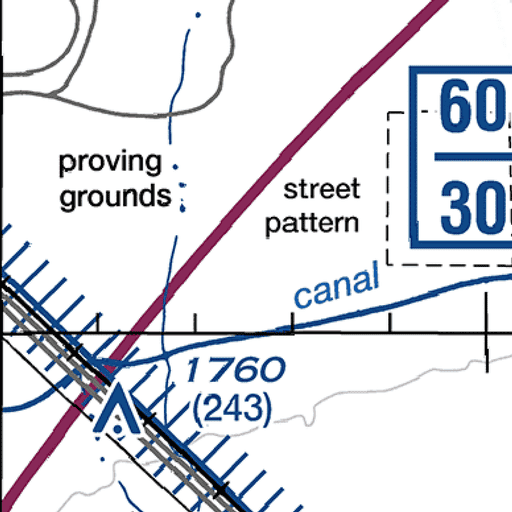 60
30
proving
grounds
street
pattern
canal
1760
(243)